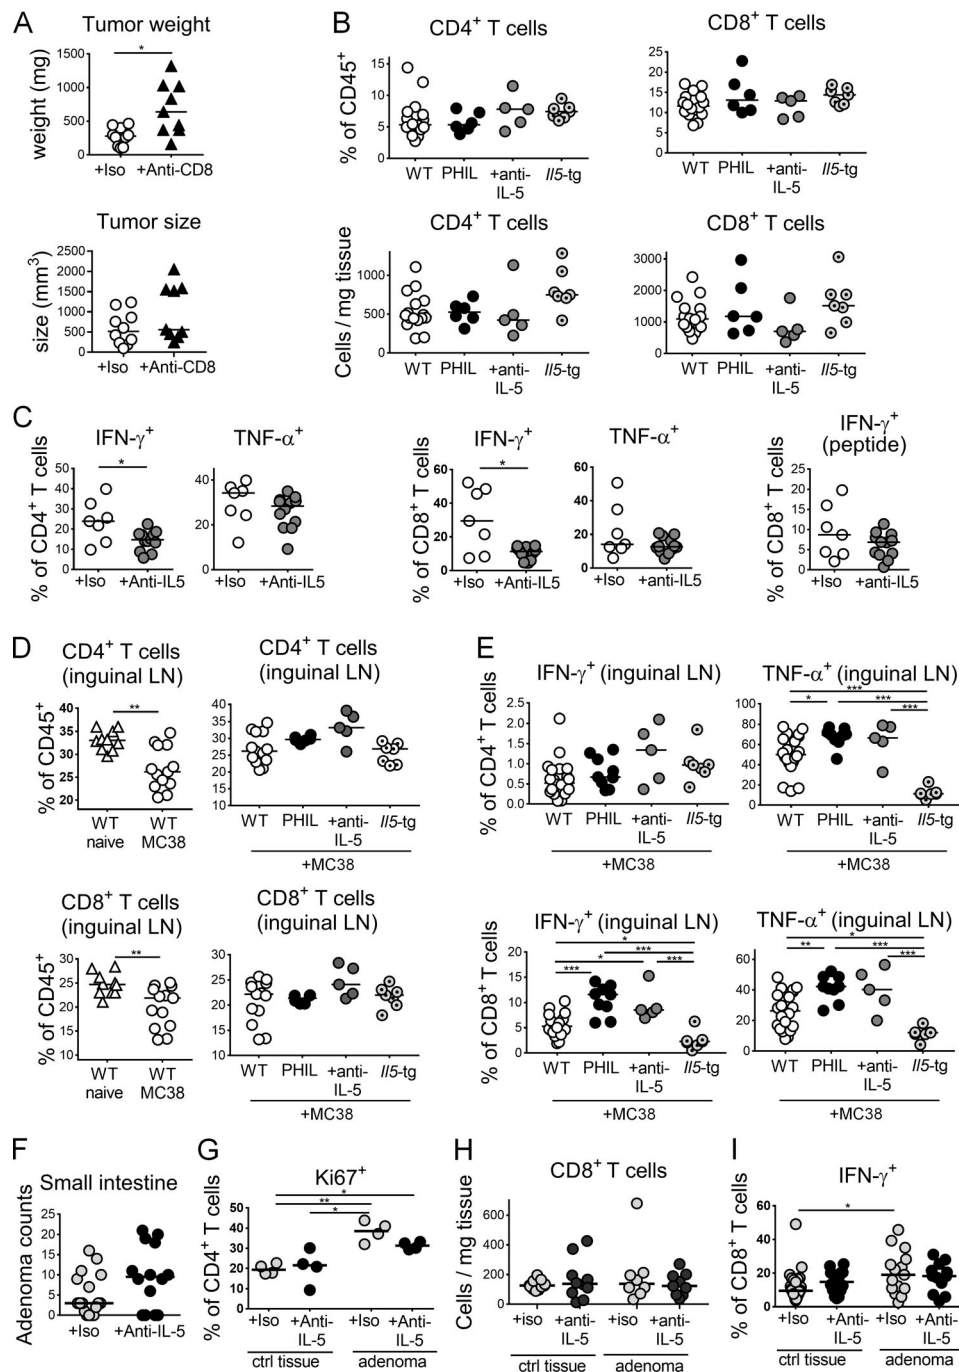 A
Tumor weight
weight (mg)
1500
1000
500
0
*
+Iso +Anti-CD8
Tumor size
size (mm³)
2500
2000
1500
1000
500
0
+Iso +Anti-CD8
B
CD4⁺ T cells
% of CD45⁺
15
10
5
0
WT PHIL +anti-IL-5 Il5-tg
CD8⁺ T cells
25
20
15
10
5
0
WT PHIL +anti-IL-5 Il5-tg
CD4⁺ T cells
Cells / mg tissue
1000
500
0
WT PHIL +anti-IL-5 Il5-tg
CD8⁺ T cells
3000
2000
1000
0
WT PHIL +anti-IL-5 Il5-tg
C
IFN-γ⁺
% of CD4⁺ T cells
50
40
30
20
10
0
*
+Iso +Anti-IL5
TNF-α⁺
40
20
0
+Iso +Anti-IL5
IFN-γ⁺
% of CD8⁺ T cells
60
40
20
0
*
+Iso +Anti-IL5
TNF-α⁺
60
40
20
0
+Iso +Anti-IL5
IFN-γ⁺
(peptide)
% of CD8⁺ T cells
25
20
15
10
5
0
+Iso +anti-IL5
D
CD4⁺ T cells
(inguinal LN)
% of CD45⁺
40
35
30
25
20
**
WT naive WT MC38
CD4⁺ T cells
(inguinal LN)
40
30
20
WT PHIL +anti-IL-5 Il5-tg
+MC38
CD8⁺ T cells
(inguinal LN)
% of CD45⁺
40
30
20
10
**
WT naive WT MC38
CD8⁺ T cells
(inguinal LN)
30
25
20
15
10
WT PHIL +anti-IL-5 Il5-tg
+MC38
E
IFN-γ⁺ (inguinal LN)
% of CD4⁺ T cells
2.5
2.0
1.5
1.0
0.5
0.0
WT PHIL +anti-IL-5 Il5-tg
+MC38
TNF-α⁺ (inguinal LN)
***
* ***
***
100
80
60
40
20
0
WT PHIL +anti-IL-5 Il5-tg
+MC38
IFN-γ⁺ (inguinal LN)
% of CD8⁺ T cells
*
***
*
*** ***
20
15
10
5
0
WT PHIL +anti-IL-5 Il5-tg
+MC38
TNF-α⁺ (inguinal LN)
*
** ***
***
60
40
20
0
WT PHIL +anti-IL-5 Il5-tg
+MC38
F
Small intestine
Adenoma counts
25
20
15
10
5
0
+Iso +Anti-IL-5
G
Ki67⁺
% of CD4⁺ T cells
*
**
*
50
40
30
20
10
0
+Iso +Anti-IL-5 +Iso +Anti-IL-5
ctrl tissue adenoma
H
CD8⁺ T cells
Cells / mg tissue
600
400
200
0
+iso +anti-IL-5 +iso +anti-IL-5
ctrl tissue adenoma
I
IFN-γ⁺
% of CD8⁺ T cells
*
60
40
20
0
+iso +Anti-IL-5 +iso +Anti-IL-5
ctrl tissue adenoma